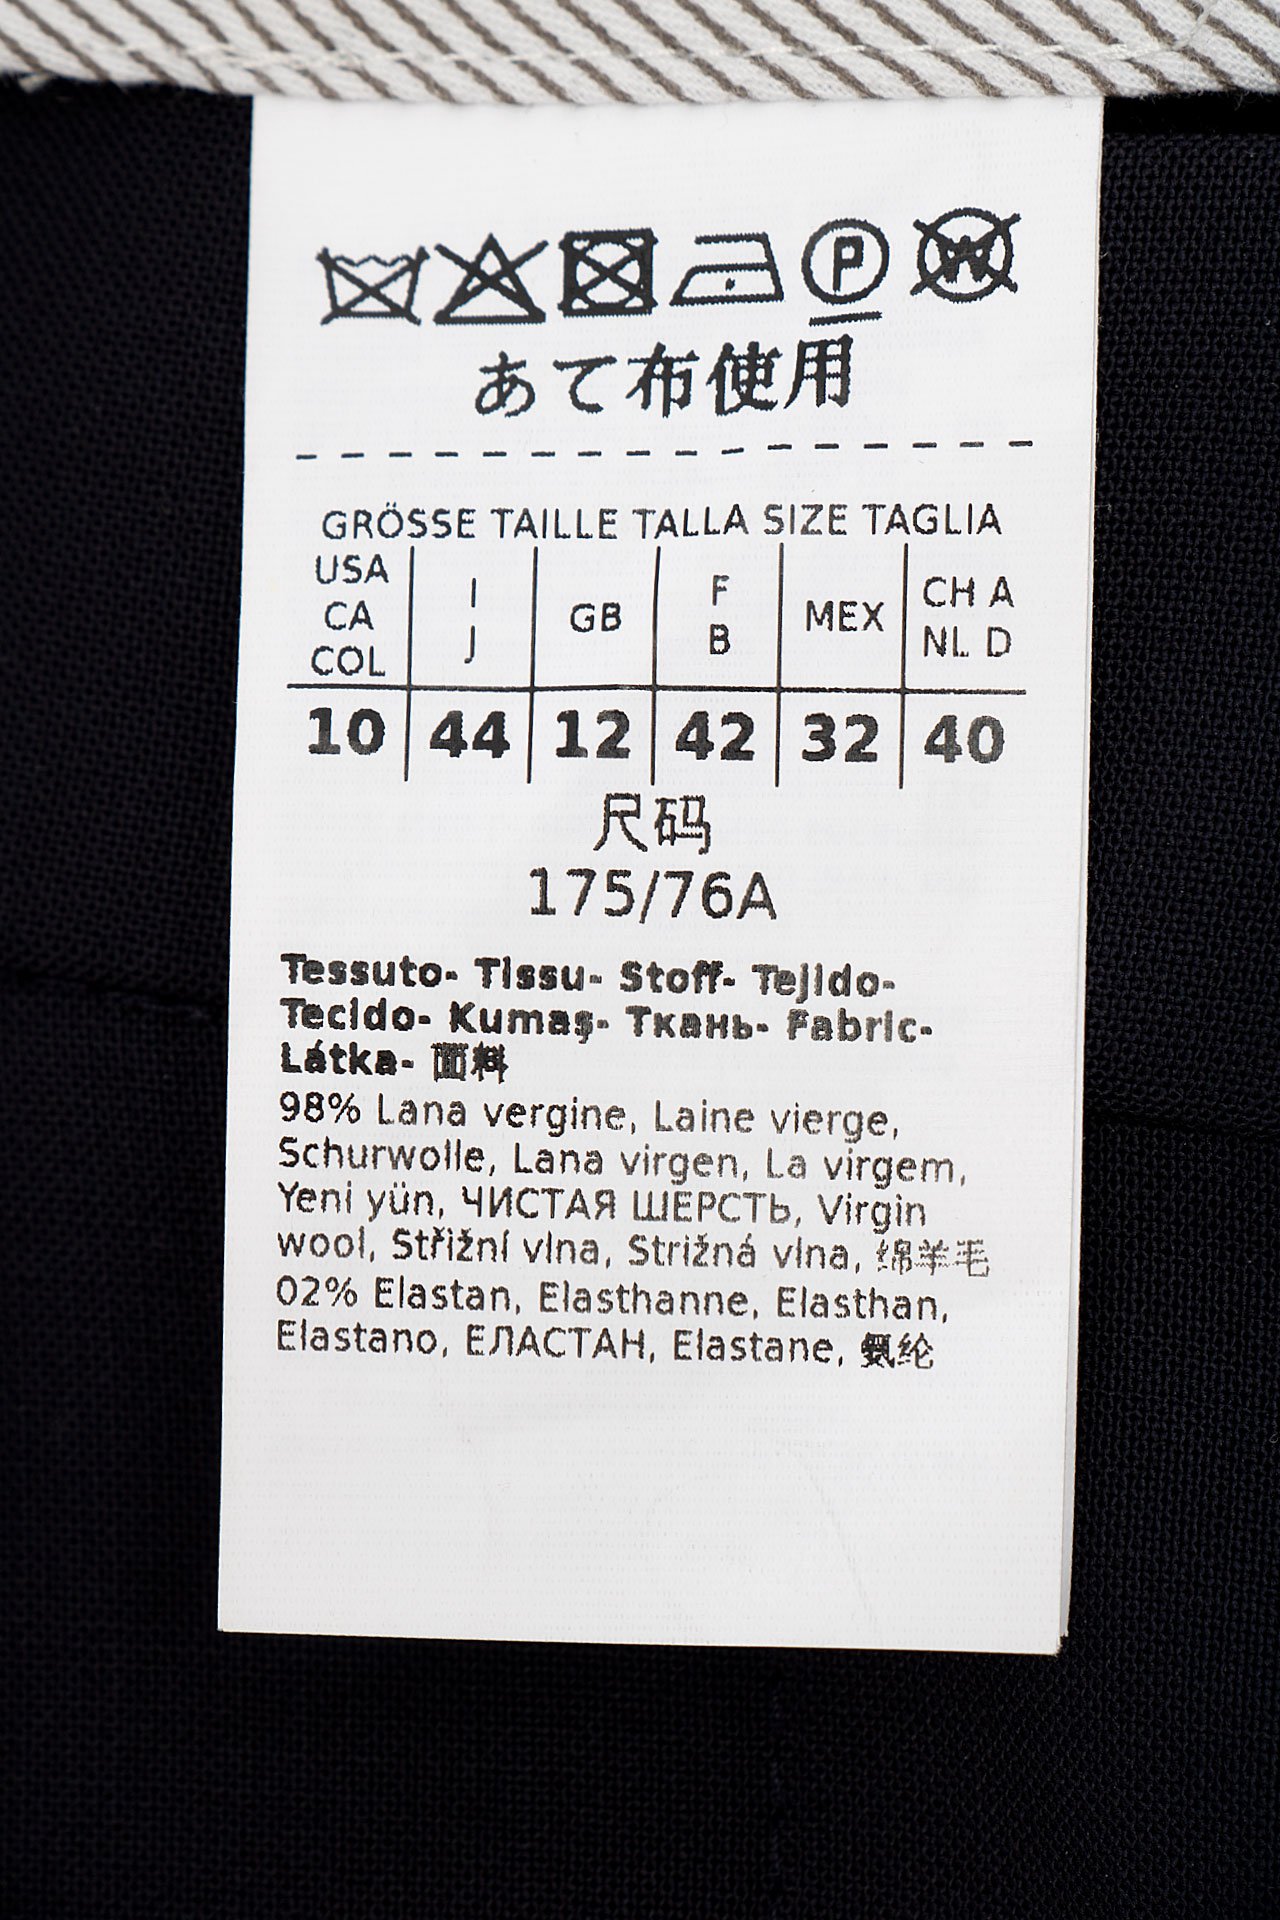 P W
あて布使用
GRÖSSE TAILLE TALLA SIZE TAGLIA
USA CA COL | I J | GB | F B | MEX | CH A NL D
10 | 44 | 12 | 42 | 32 | 40
尺码
175/76A
Tessuto- Tissu- Stoff- Tejido-
Tecido- Kumaş- Ткань- Fabric-
Látka- 面料
98% Lana vergine, Laine vierge,
Schurwolle, Lana virgen, La virgem,
Yeni yün, ЧИСТАЯ ШЕРСТЬ, Virgin
wool, Střižní vlna, Strižná vlna, 绵羊毛
02% Elastan, Elasthanne, Elasthan,
Elastano, ЕЛАСТАН, Elastane, 氨纶